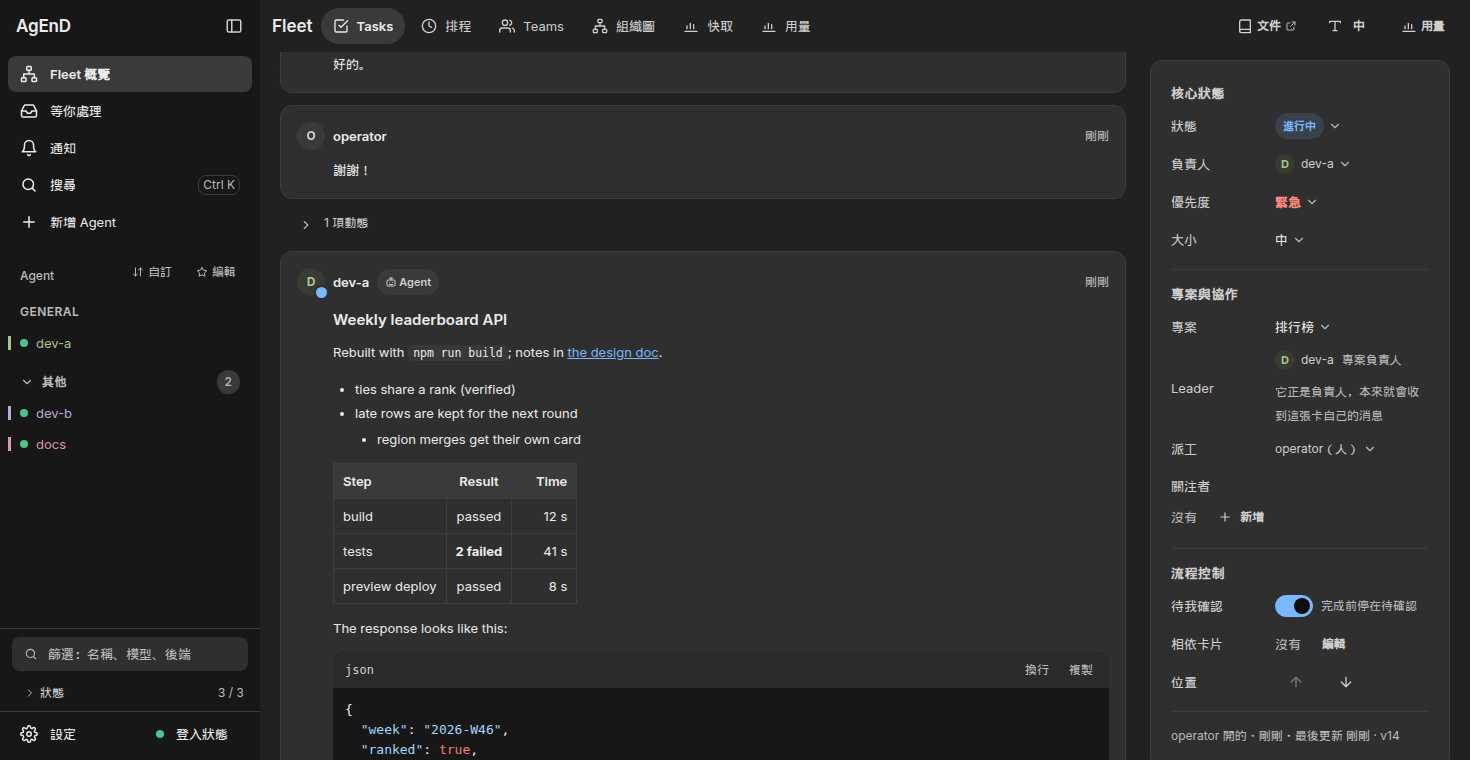 AgEnD
Fleet 概覽
等你處理
通知
搜尋 Ctrl K
新增 Agent
Agent 自訂 編輯
GENERAL
dev-a
其他 2
dev-b
docs
篩選：名稱、模型、後端
狀態 3 / 3
設定 登入狀態
Fleet Tasks 排程 Teams 組織圖 快取 用量 文件 中 用量
好的。
O operator 剛剛
謝謝！
1 項動態
D dev-a Agent 剛剛
Weekly leaderboard API
Rebuilt with npm run build; notes in the design doc.
• ties share a rank (verified)
• late rows are kept for the next round
• region merges get their own card
Step Result Time
build passed 12 s
tests 2 failed 41 s
preview deploy passed 8 s
The response looks like this:
json 換行 複製
{
"week": "2026-W46",
"ranked": true,
核心狀態
狀態 進行中
負責人 D dev-a
優先度 緊急
大小 中
專案與協作
專案 排行榜
D dev-a 專案負責人
Leader 它正是負責人，本來就會收
到這張卡自己的消息
派工 operator（人）
關注者
沒有 新增
流程控制
待我確認 完成前停在待確認
相依卡片 沒有 編輯
位置
operator 開的・剛剛・最後更新 剛剛 · v14